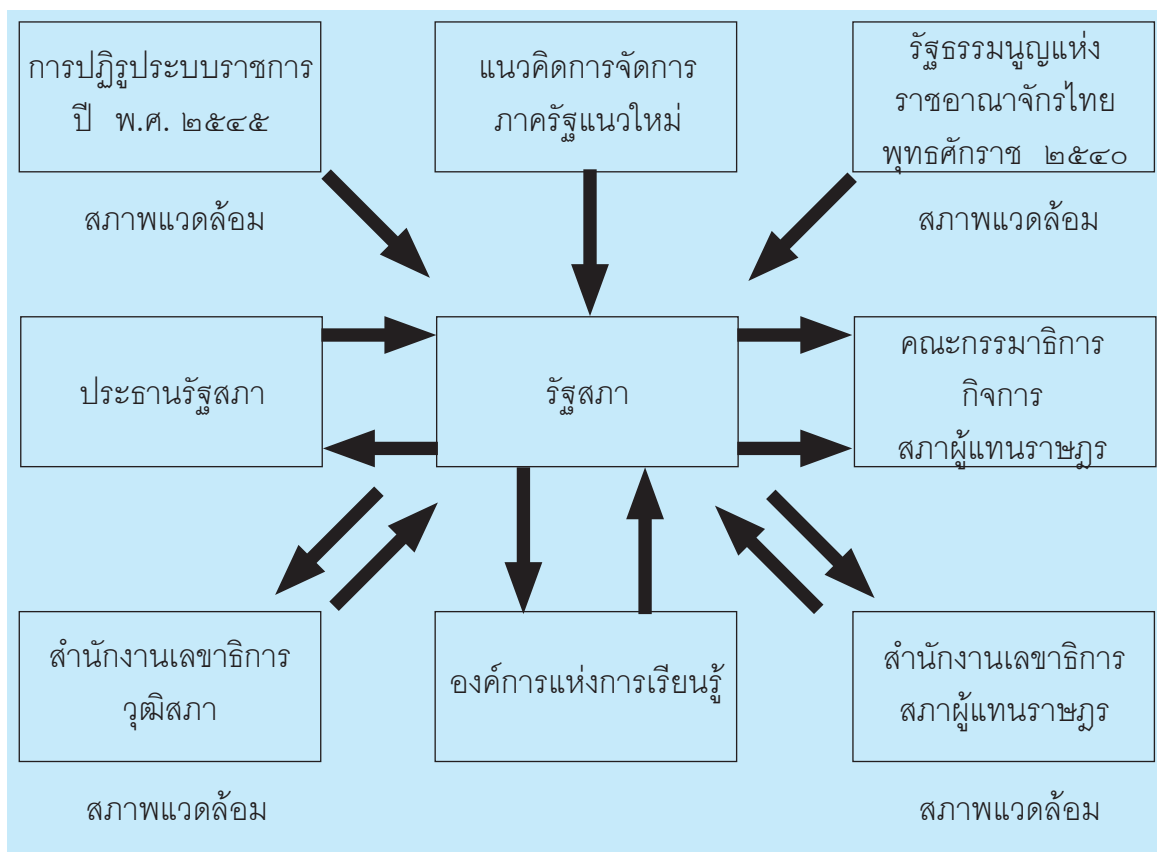 การปฏิรูประบบราชการ
ปี พ.ศ. ๒๕๔๕
แนวคิดการจัดการ
ภาครัฐแนวใหม่
รัฐธรรมนูญแห่ง
ราชอาณาจักรไทย
พุทธศักราช ๒๕๔๐
สภาพแวดล้อม
สภาพแวดล้อม
ประธานรัฐสภา
รัฐสภา
คณะกรรมาธิการ
กิจการ
สภาผู้แทนราษฎร
สำนักงานเลขาธิการ
วุฒิสภา
องค์การแห่งการเรียนรู้
สำนักงานเลขาธิการ
สภาผู้แทนราษฎร
สภาพแวดล้อม
สภาพแวดล้อม